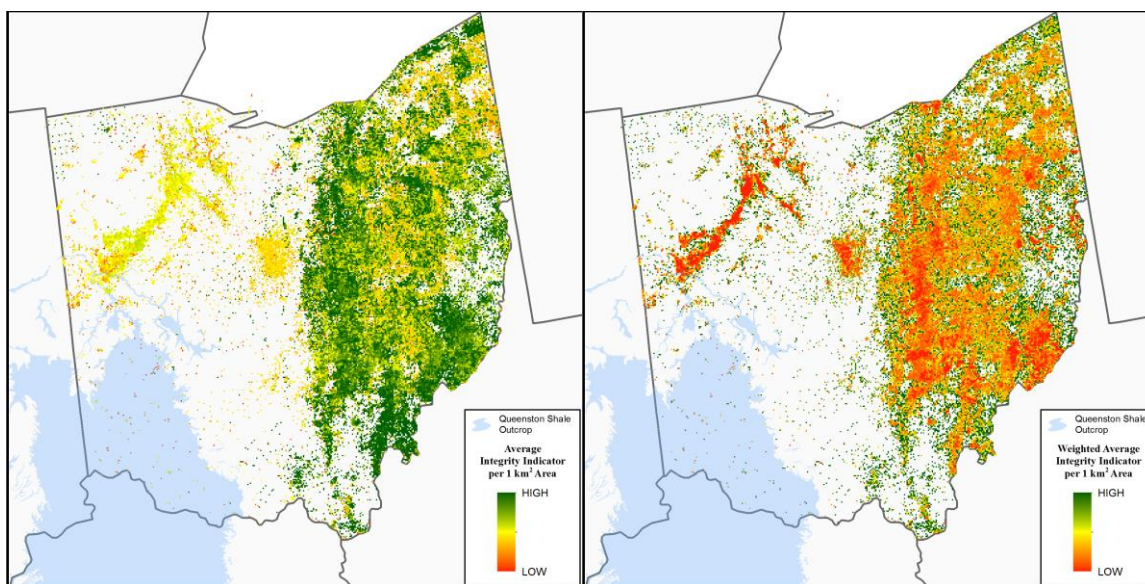 Queenston Shale
Outcrop
Average
Integrity Indicator
per 1 km² Area
HIGH
LOW
Queenston Shale
Outcrop
Weighted Average
Integrity Indicator
per 1 km² Area
HIGH
LOW